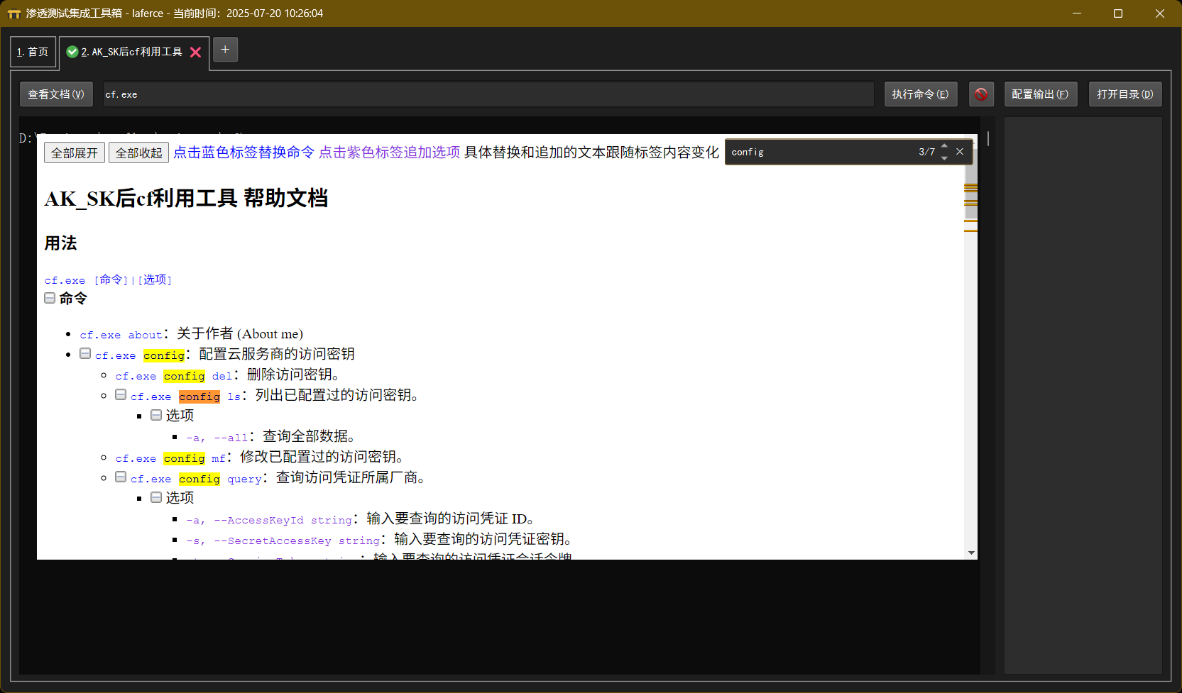 渗透测试集成工具箱 - laferce - 当前时间：2025-07-20 10:26:04
1. 首页
2. AK_SK后cf利用工具
+
查看文档(V)
cf.exe
执行命令(E)
配置输出(F)
打开目录(D)
全部展开 全部收起 点击蓝色标签替换命令 点击紫色标签追加选项 具体替换和追加的文本跟随标签内容变化
config 3/7
AK_SK后cf利用工具 帮助文档
用法
cf.exe [命令]|[选项]
命令
cf.exe about：关于作者 (About me)
cf.exe config：配置云服务商的访问密钥
cf.exe config del：删除访问密钥。
cf.exe config ls：列出已配置过的访问密钥。
选项
-a, --all：查询全部数据。
cf.exe config mf：修改已配置过的访问密钥。
cf.exe config query：查询访问凭证所属厂商。
选项
-a, --AccessKeyId string：输入要查询的访问凭证 ID。
-s, --SecretAccessKey string：输入要查询的访问凭证密钥。